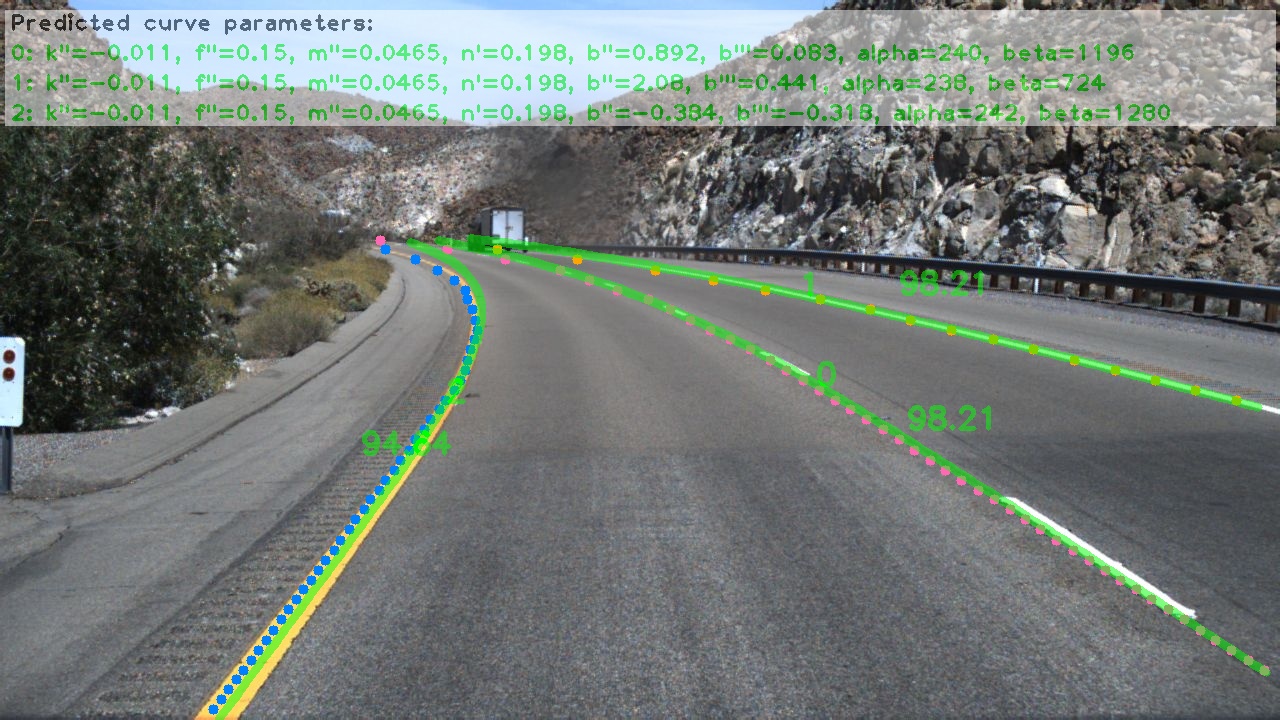 Predicted curve parameters:
0: k''=-0.011, f''=0.15, m''=0.0465, n'=0.198, b''=0.892, b'''=0.083, alpha=240, beta=1196
1: k''=-0.011, f''=0.15, m''=0.0465, n'=0.198, b''=2.08, b'''=0.441, alpha=238, beta=724
2: k''=-0.011, f''=0.15, m''=0.0465, n'=0.198, b''=-0.384, b'''=-0.318, alpha=242, beta=1280
1 98.21
0
98.21